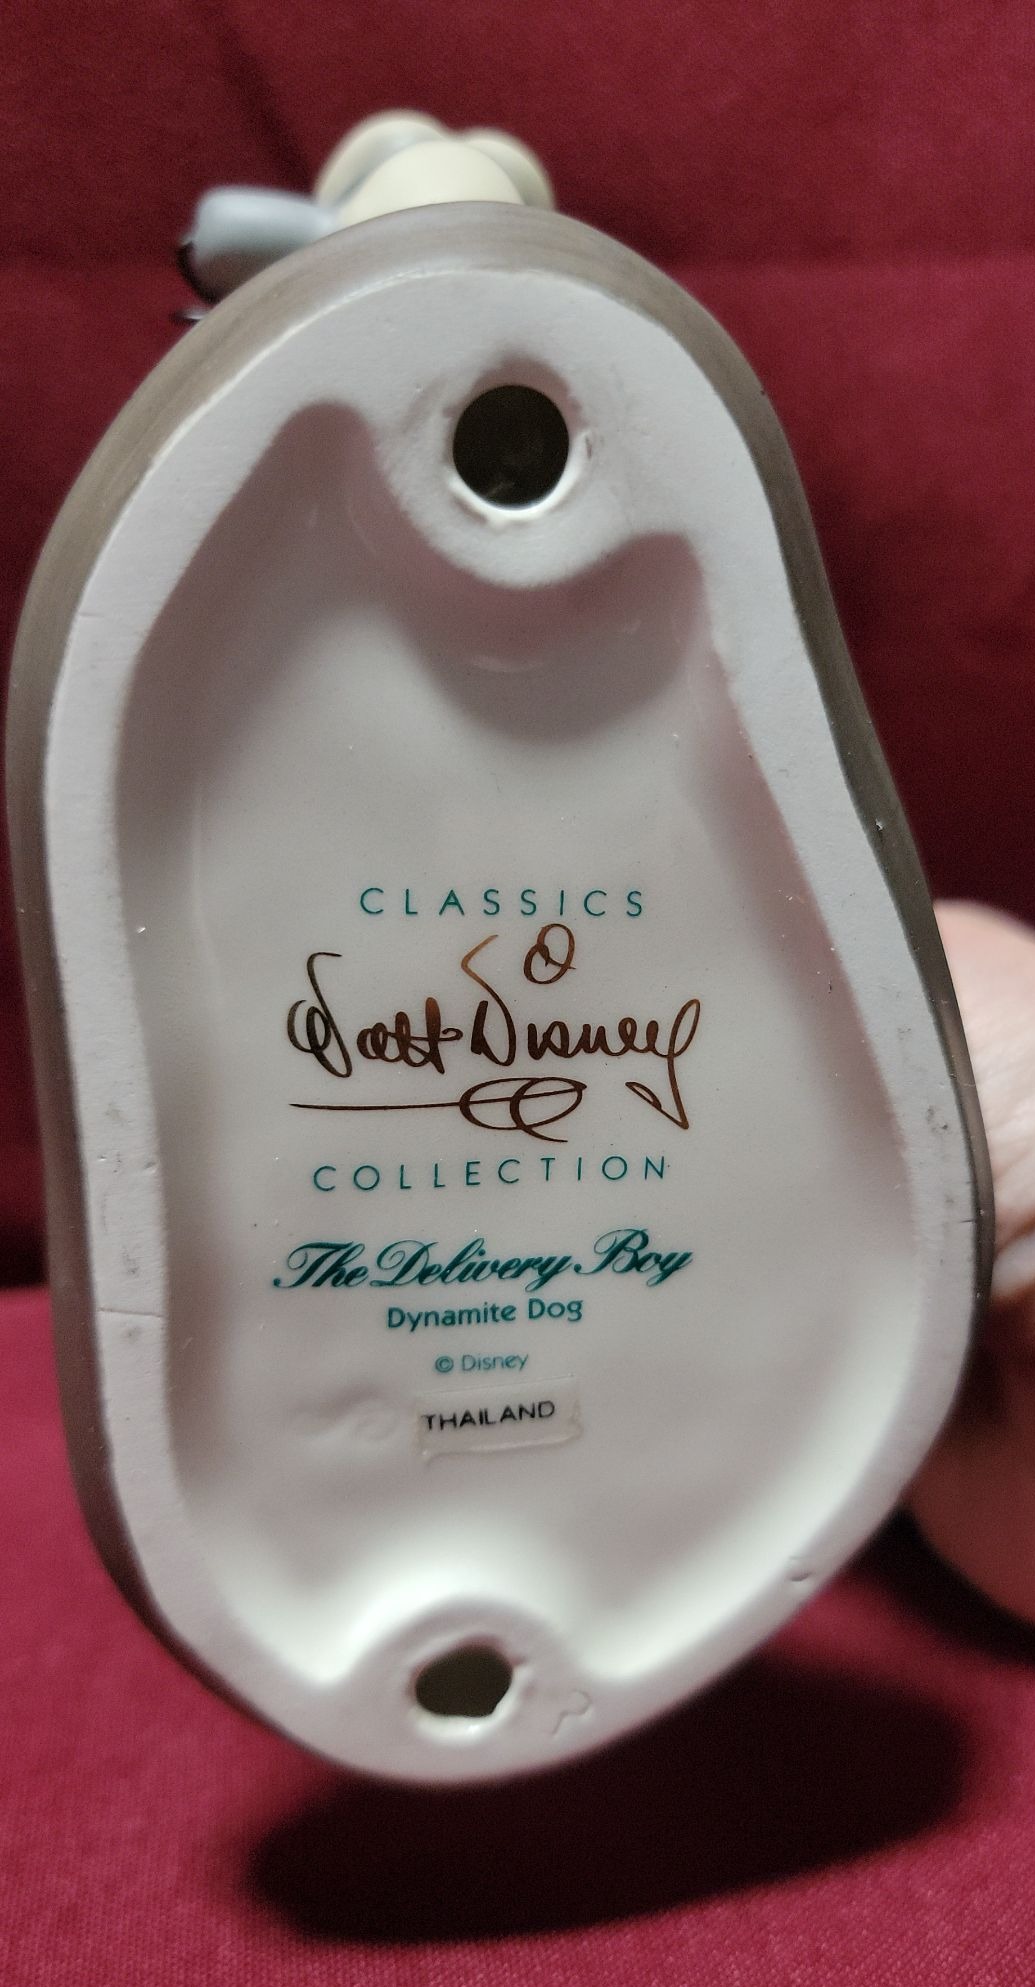 CLASSICS
Walt Disney
COLLECTION
The Delivery Boy
Dynamite Dog
© Disney
THAILAND